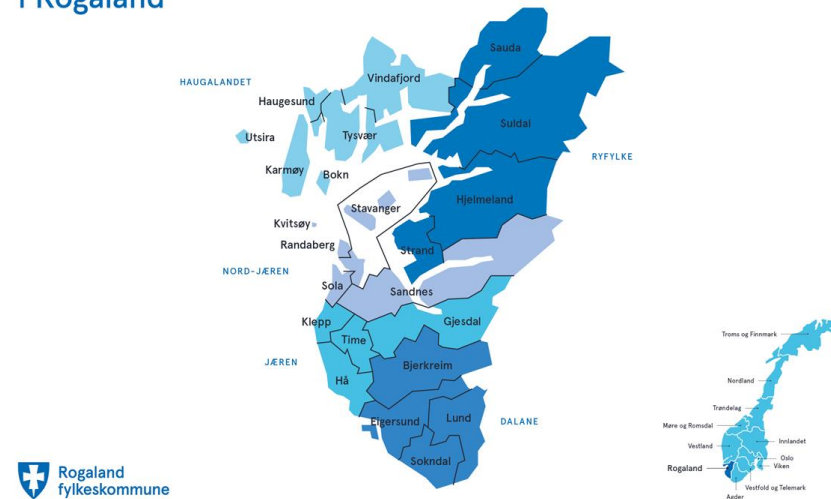 i Rogaland
Sauda
Vindafjord
HAUGALANDET
Haugesund
Suldal
Utsira
Tysvær
RYFYLKE
Karmøy
Bokn
Hjelmeland
Stavanger
Kvitsøy
Randaberg
Strand
NORD-JÆREN
Sola
Sandnes
Klepp
Gjesdal
Time
JÆREN
Bjerkreim
Hå
Eigersund
Lund
DALANE
Sokndal
Troms og Finnmark
Nordland
Trøndelag
Møre og Romsdal
Vestland
Innlandet
Oslo
Viken
Rogaland
Vestfold og Telemark
Agder
Rogaland
fylkeskommune